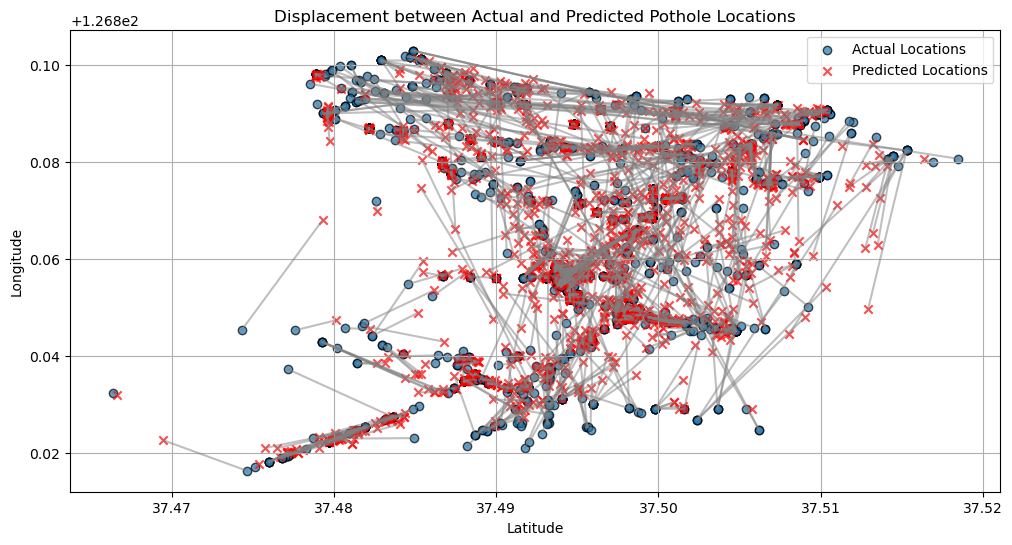 Displacement between Actual and Predicted Pothole Locations
+1.268e2
Actual Locations
Predicted Locations
0.10
0.08
0.06
0.04
0.02
Longitude
37.47 37.48 37.49 37.50 37.51 37.52
Latitude